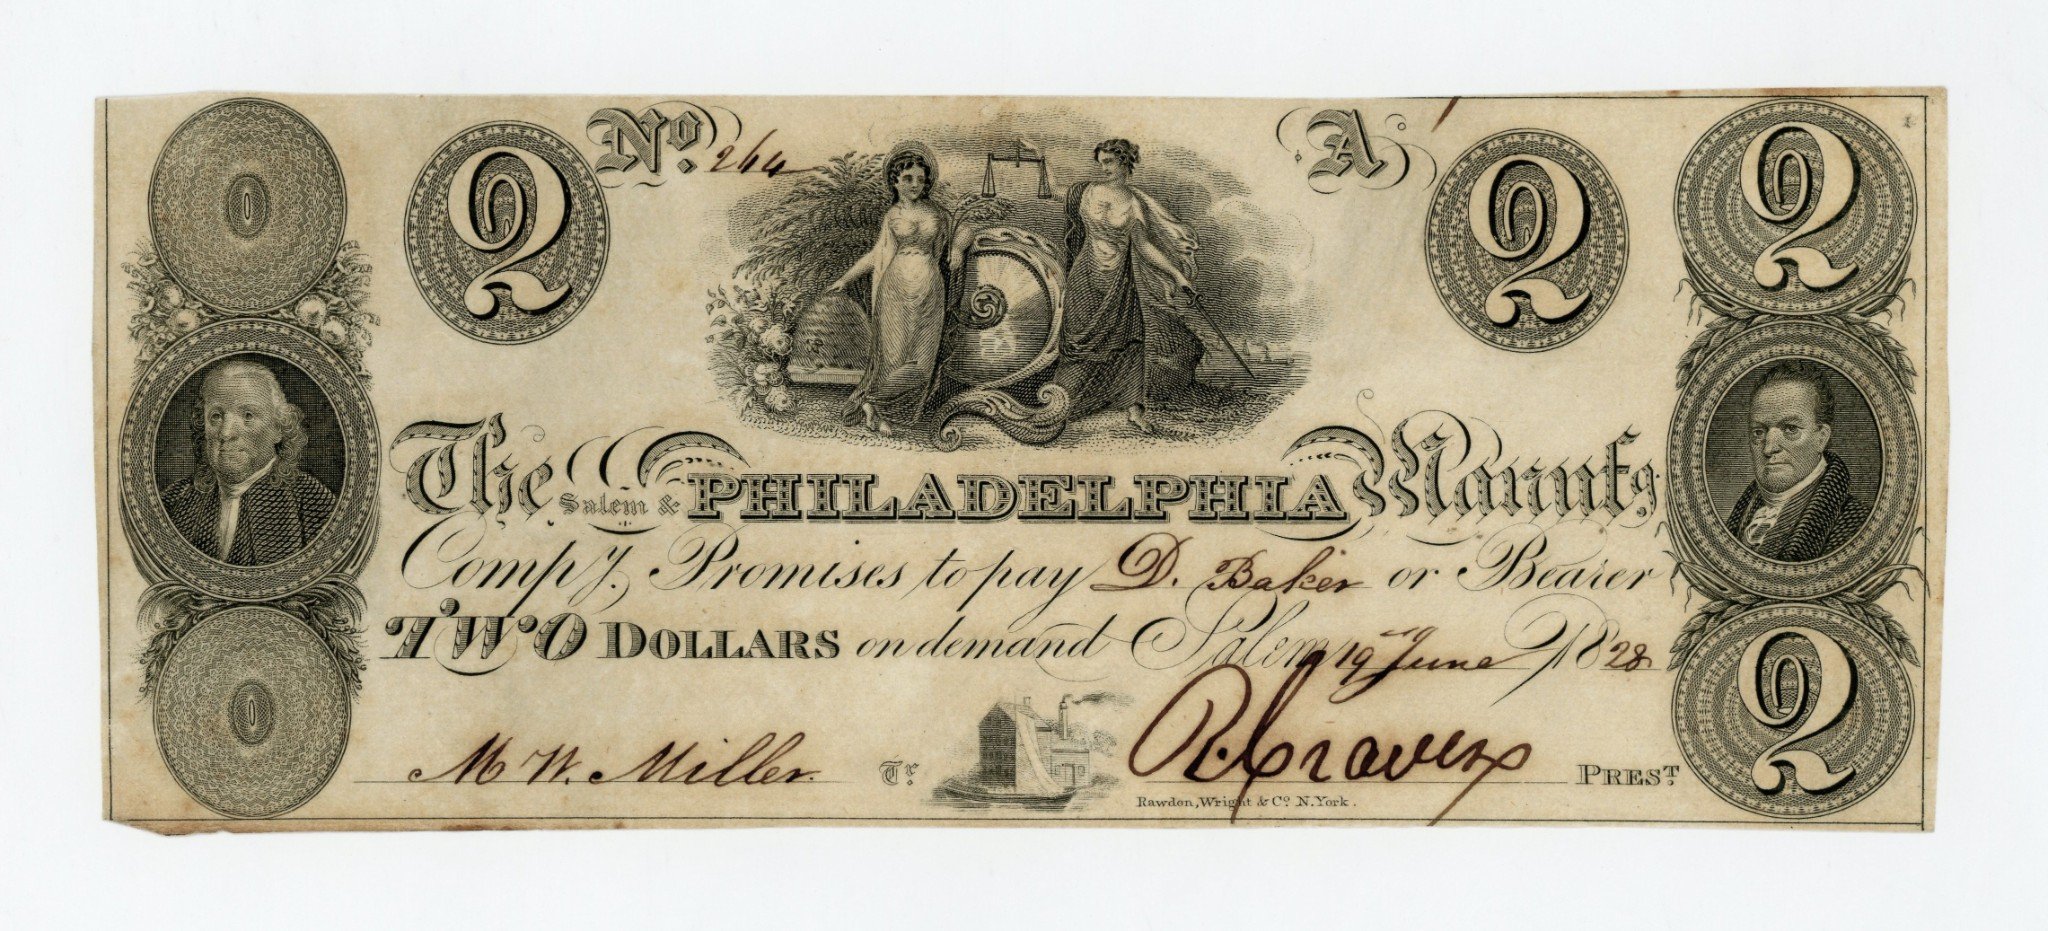 2 No. 264 A 2 2
The Salem & PHILADELPHIA Manufg.
Compy. Promises to pay D. Baker or Bearer
TWO DOLLARS on demand Salem 19 June 1828
M. W. Miller. Tr. PREST.
Rawdon, Wright & Co. N. York.
2